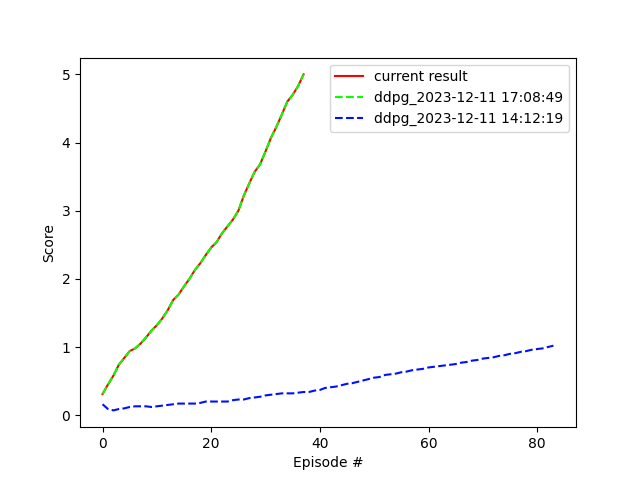 current result
ddpg_2023-12-11 17:08:49
ddpg_2023-12-11 14:12:19
5
4
3
2
1
0
Score
0 20 40 60 80
Episode #